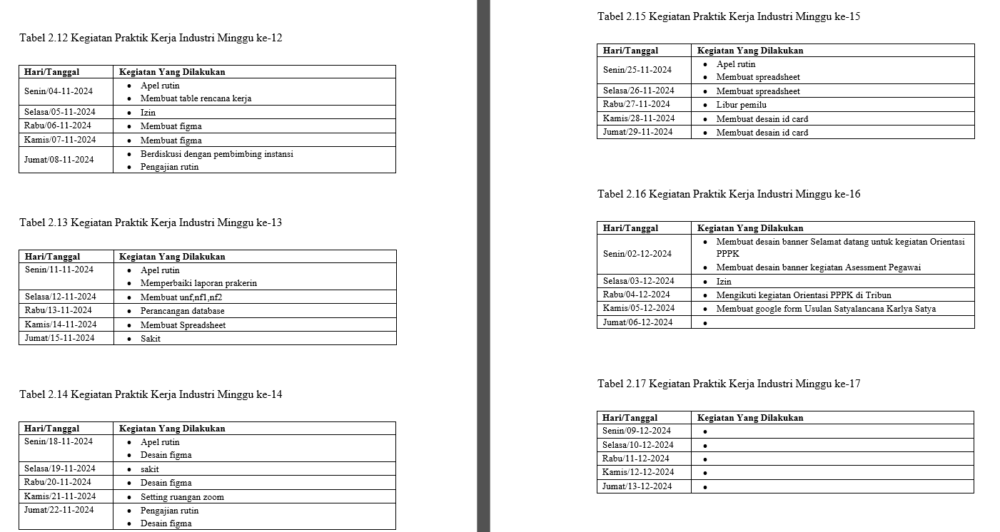 Tabel 2.12 Kegiatan Praktik Kerja Industri Minggu ke-12
Hari/Tanggal Kegiatan Yang Dilakukan
Senin/04-11-2024
• Apel rutin
• Membuat table rencana kerja
Selasa/05-11-2024 • Izin
Rabu/06-11-2024 • Membuat figma
Kamis/07-11-2024 • Membuat figma
Jumat/08-11-2024
• Berdiskusi dengan pembimbing instansi
• Pengajian rutin
Tabel 2.13 Kegiatan Praktik Kerja Industri Minggu ke-13
Hari/Tanggal Kegiatan Yang Dilakukan
Senin/11-11-2024 • Apel rutin
• Memperbaiki laporan prakerin
Selasa/12-11-2024 • Membuat unf,nf1,nf2
Rabu/13-11-2024 • Perancangan database
Kamis/14-11-2024 • Membuat Spreadsheet
Jumat/15-11-2024 • Sakit
Tabel 2.14 Kegiatan Praktik Kerja Industri Minggu ke-14
Hari/Tanggal Kegiatan Yang Dilakukan
Senin/18-11-2024 • Apel rutin
• Desain figma
Selasa/19-11-2024 • sakit
Rabu/20-11-2024 • Desain figma
Kamis/21-11-2024 • Setting ruangan zoom
Jumat/22-11-2024 • Pengajian rutin
• Desain figma
Tabel 2.15 Kegiatan Praktik Kerja Industri Minggu ke-15
Hari/Tanggal Kegiatan Yang Dilakukan
Senin/25-11-2024
• Apel rutin
• Membuat spreadsheet
Selasa/26-11-2024 • Membuat spreadsheet
Rabu/27-11-2024 • Libur pemilu
Kamis/28-11-2024 • Membuat desain id card
Jumat/29-11-2024 • Membuat desain id card
Tabel 2.16 Kegiatan Praktik Kerja Industri Minggu ke-16
Hari/Tanggal Kegiatan Yang Dilakukan
Senin/02-12-2024
• Membuat desain banner Selamat datang untuk kegiatan Orientasi
PPPK
• Membuat desain banner kegiatan Asessment Pegawai
Selasa/03-12-2024 • Izin
Rabu/04-12-2024 • Mengikuti kegiatan Orientasi PPPK di Tribun
Kamis/05-12-2024 • Membuat google form Usulan Satyalancana Karlya Satya
Jumat/06-12-2024 •
Tabel 2.17 Kegiatan Praktik Kerja Industri Minggu ke-17
Hari/Tanggal Kegiatan Yang Dilakukan
Senin/09-12-2024 •
Selasa/10-12-2024 •
Rabu/11-12-2024 •
Kamis/12-12-2024 •
Jumat/13-12-2024 •